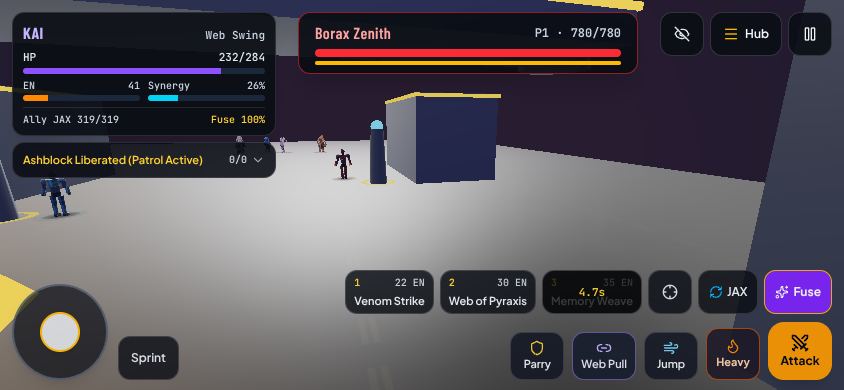 KAI Web Swing
HP 232/284
EN 41 Synergy 26%
Ally JAX 319/319 Fuse 100%
Ashblock Liberated (Patrol Active) 0/0
Borax Zenith P1 · 780/780
Hub
1 22 EN
Venom Strike
2 30 EN
Web of Pyraxis
3 35 EN
4.7s
Memory Weave
JAX
Fuse
Sprint
Parry
Web Pull
Jump
Heavy
Attack